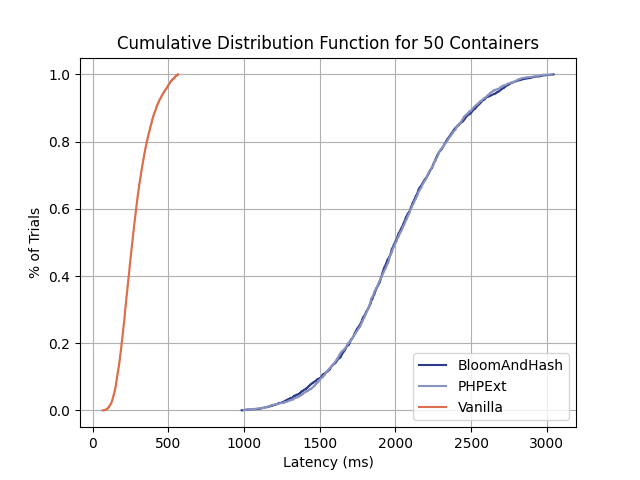 Cumulative Distribution Function for 50 Containers
% of Trials
1.0
0.8
0.6
0.4
0.2
0.0
BloomAndHash
PHPExt
Vanilla
0 500 1000 1500 2000 2500 3000
Latency (ms)